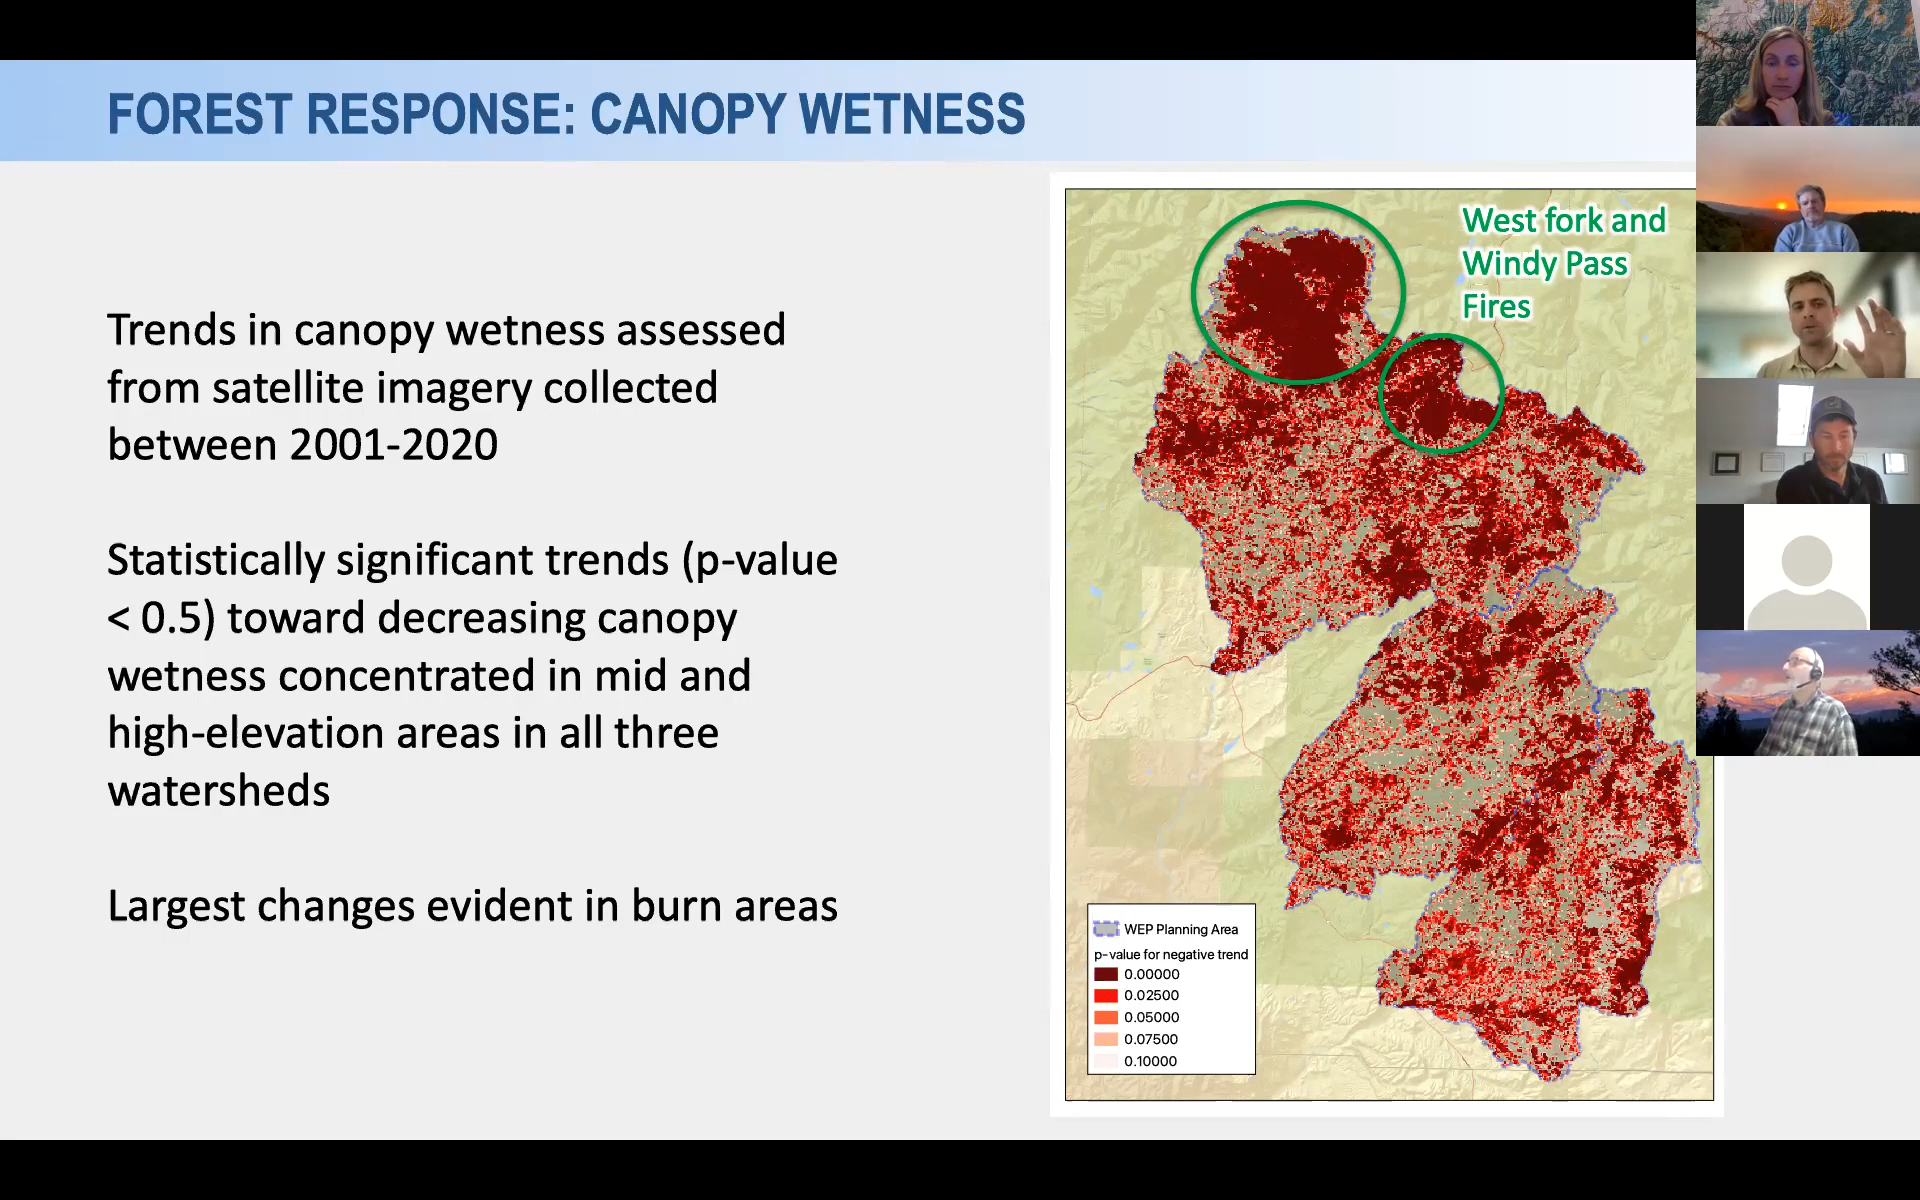 FOREST RESPONSE: CANOPY WETNESS
West fork and
Windy Pass
Fires
Trends in canopy wetness assessed
from satellite imagery collected
between 2001-2020
Statistically significant trends (p-value
< 0.5) toward decreasing canopy
wetness concentrated in mid and
high-elevation areas in all three
watersheds
Largest changes evident in burn areas
WEP Planning Area
p-value for negative trend
0.00000
0.02500
0.05000
0.07500
0.10000